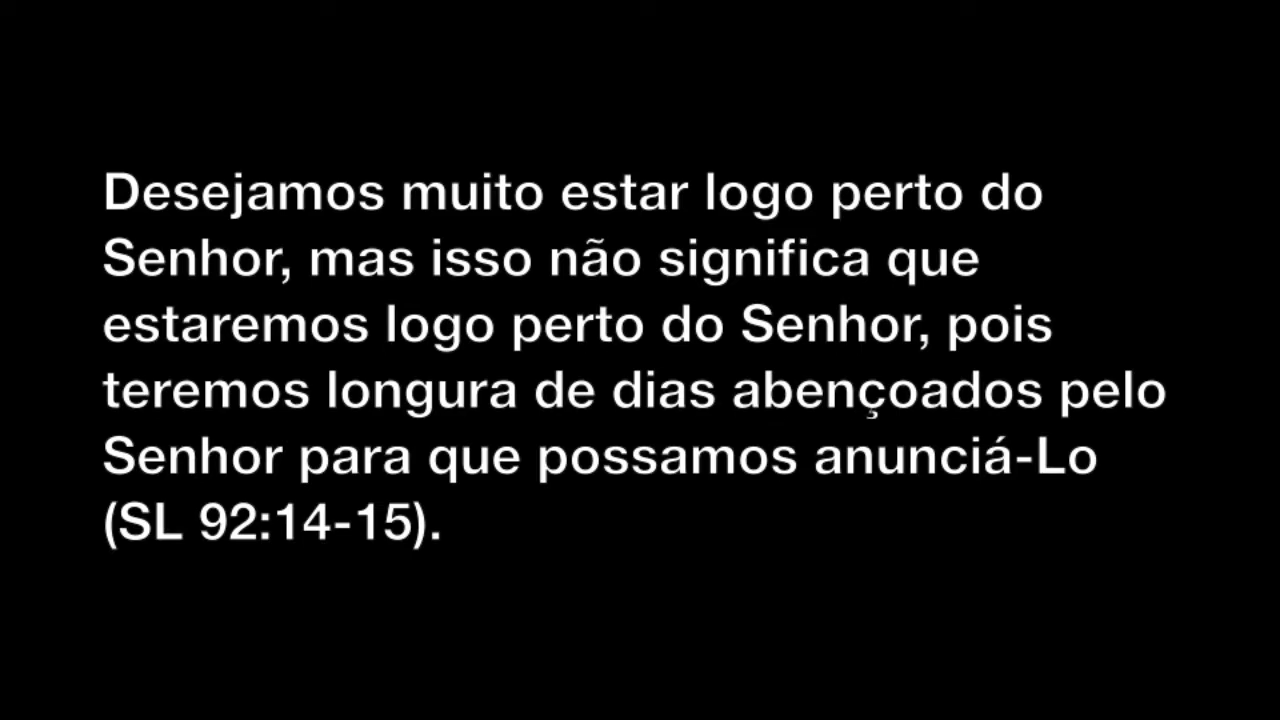 Desejamos muito estar logo perto do
Senhor, mas isso não significa que
estaremos logo perto do Senhor, pois
teremos longura de dias abençoados pelo
Senhor para que possamos anunciá-Lo
(SL 92:14-15).